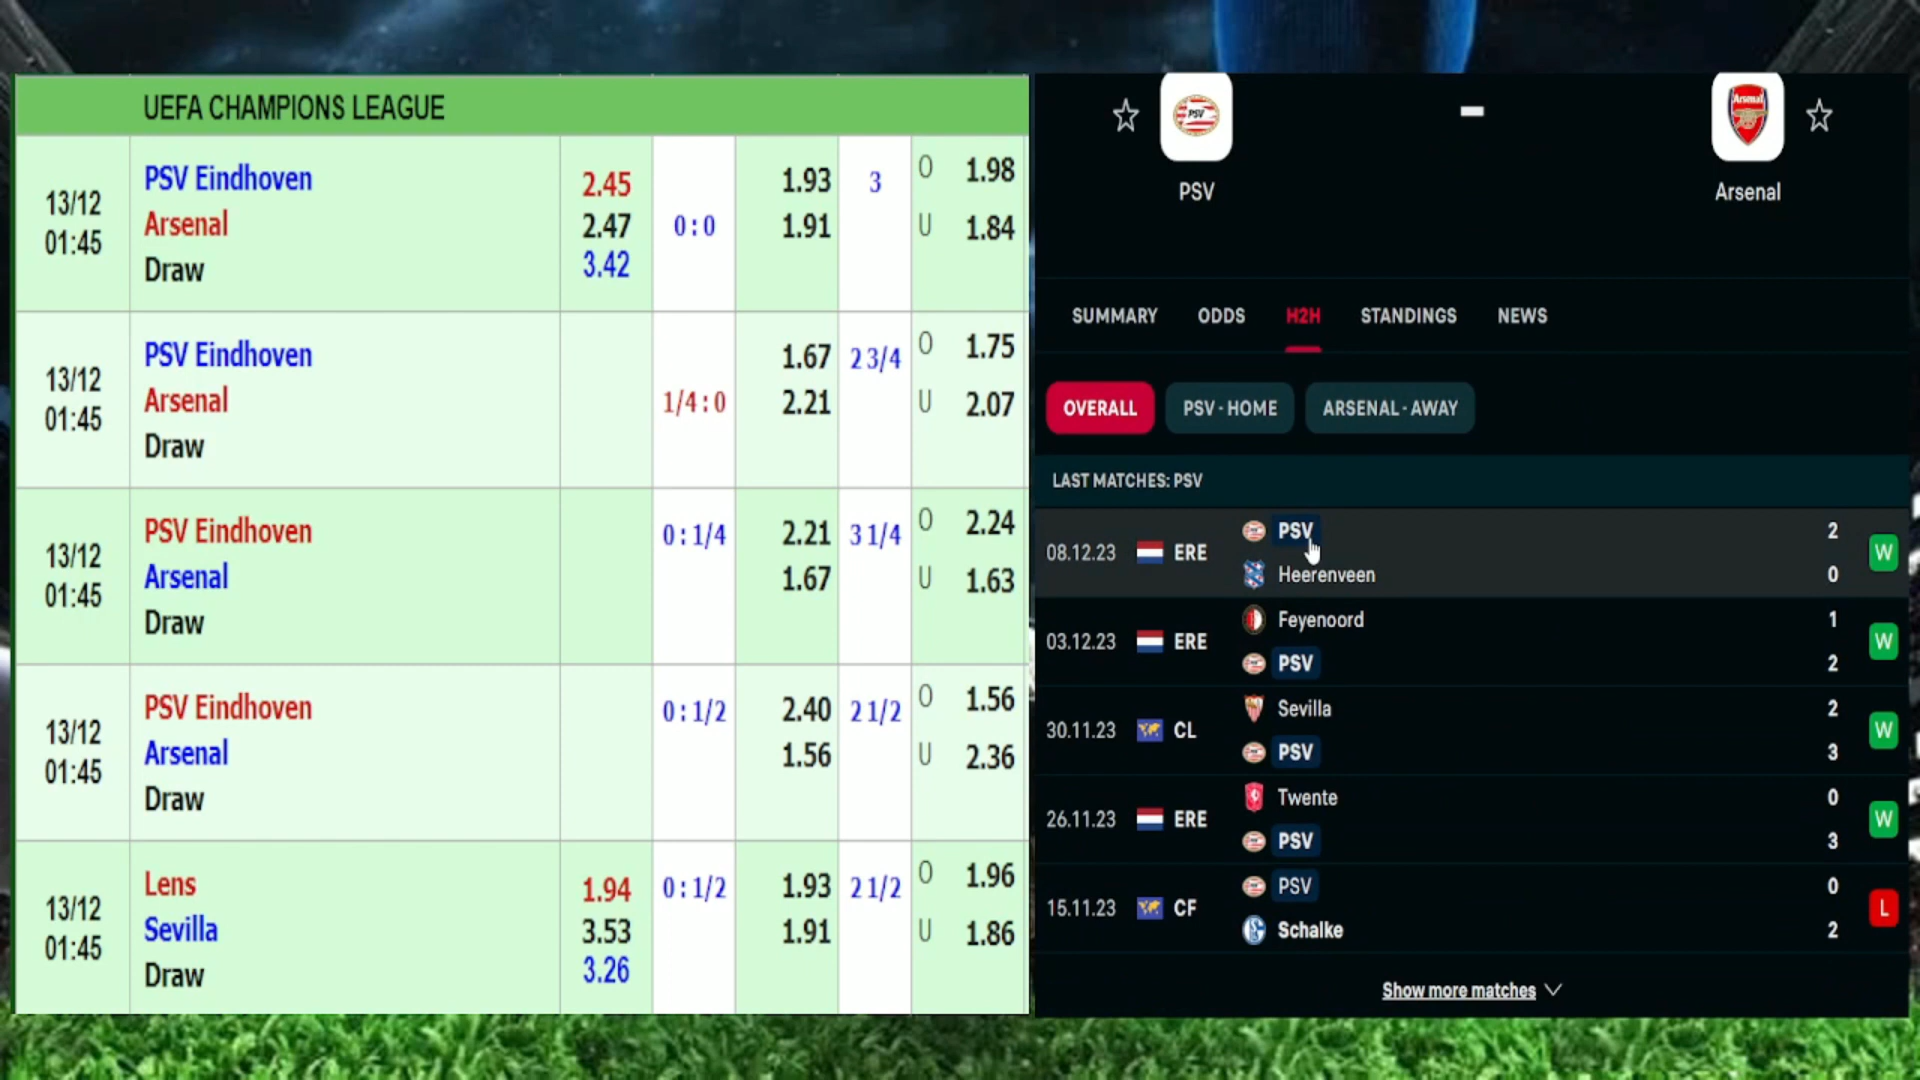 UEFA CHAMPIONS LEAGUE
13/12
01:45
PSV Eindhoven
Arsenal
Draw
2.45
2.47
3.42
0:0
1.93
1.91
3
O 1.98
U 1.84
13/12
01:45
PSV Eindhoven
Arsenal
Draw
1/4:0
1.67
2.21
2 3/4
O 1.75
U 2.07
13/12
01:45
PSV Eindhoven
Arsenal
Draw
0:1/4
2.21
1.67
3 1/4
O 2.24
U 1.63
13/12
01:45
PSV Eindhoven
Arsenal
Draw
0:1/2
2.40
1.56
2 1/2
O 1.56
U 2.36
13/12
01:45
Lens
Sevilla
Draw
1.94
3.53
3.26
0:1/2
1.93
1.91
2 1/2
O 1.96
U 1.86
PSV
Arsenal
-
PSV Arsenal
SUMMARY ODDS H2H STANDINGS NEWS
OVERALL PSV - HOME ARSENAL - AWAY
LAST MATCHES: PSV
08.12.23 ERE
PSV 2
Heerenveen 0
W
03.12.23 ERE
Feyenoord 1
PSV 2
W
30.11.23 CL
Sevilla 2
PSV 3
W
26.11.23 ERE
Twente 0
PSV 3
W
15.11.23 CF
PSV 0
Schalke 2
L
Show more matches